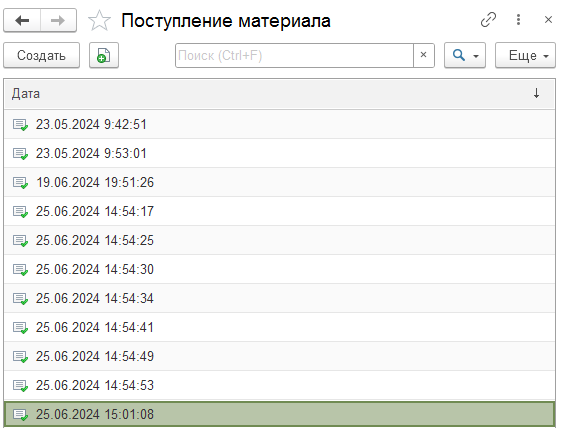 Поступление материала
Создать
Поиск (Ctrl+F)
×
Еще
Дата
23.05.2024 9:42:51
23.05.2024 9:53:01
19.06.2024 19:51:26
25.06.2024 14:54:17
25.06.2024 14:54:25
25.06.2024 14:54:30
25.06.2024 14:54:34
25.06.2024 14:54:41
25.06.2024 14:54:49
25.06.2024 14:54:53
25.06.2024 15:01:08